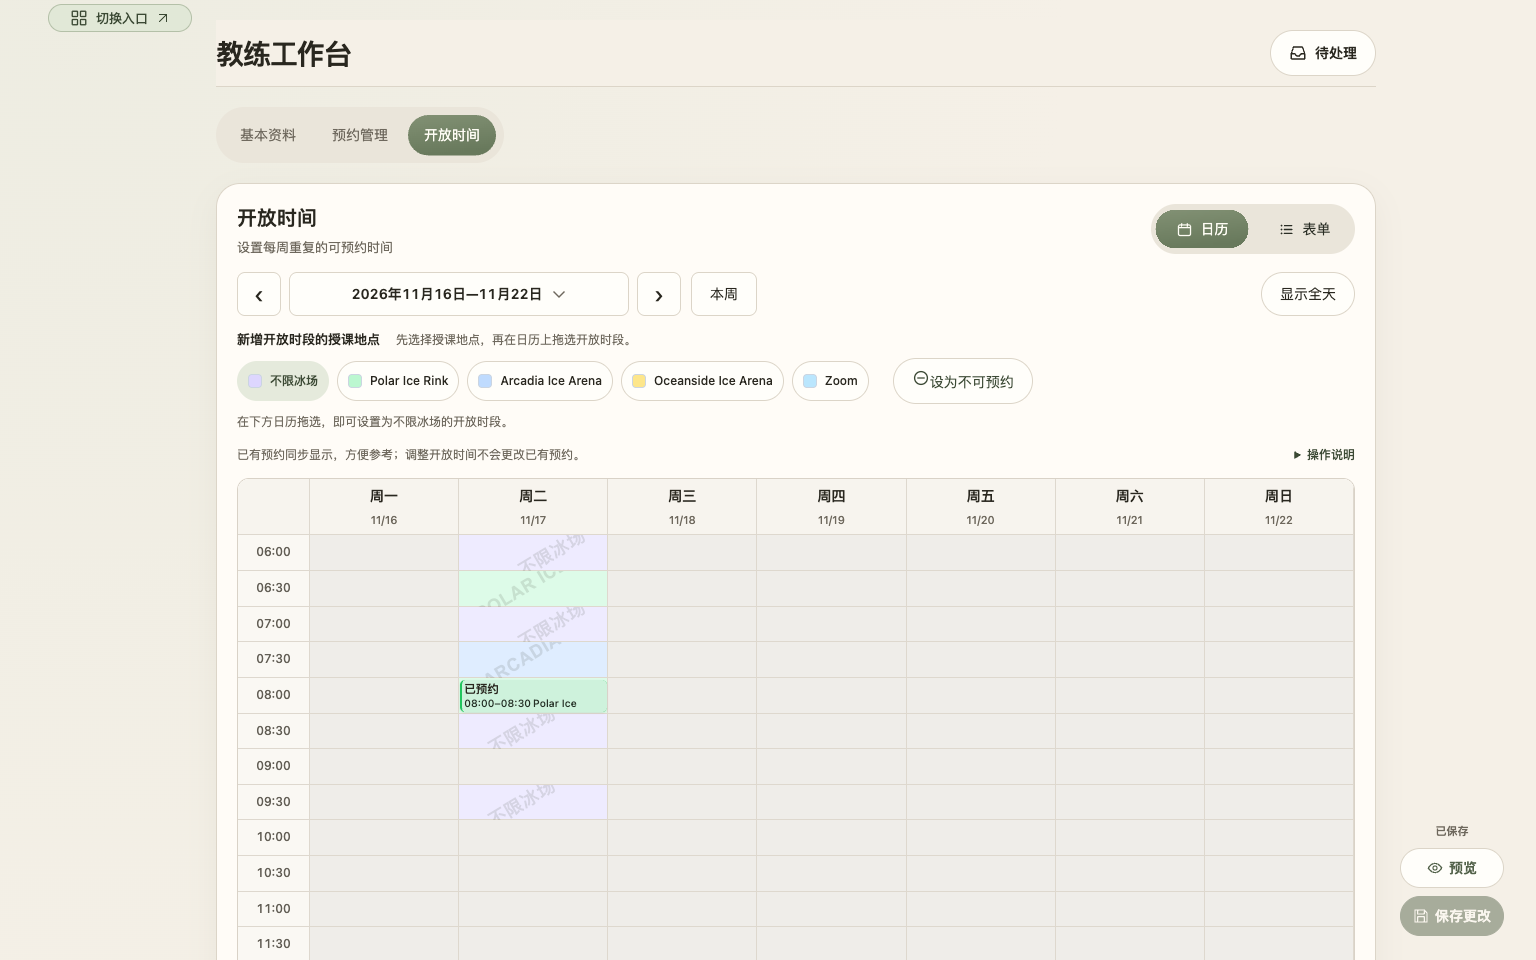 切换入口
教练工作台
待处理
基本资料
预约管理
开放时间
开放时间
设置每周重复的可预约时间
日历
表单
2026年11月16日—11月22日
本周
显示全天
新增开放时段的授课地点
先选择授课地点，再在日历上拖选开放时段。
不限冰场
Polar Ice Rink
Arcadia Ice Arena
Oceanside Ice Arena
Zoom
设为不可预约
在下方日历拖选，即可设置为不限冰场的开放时段。
已有预约同步显示，方便参考；调整开放时间不会更改已有预约。
操作说明
周一
周二
周三
周四
周五
周六
周日
11/16
11/17
11/18
11/19
11/20
11/21
11/22
06:00
不限冰场
06:30
POLAR IC
07:00
不限冰场
07:30
ARCADIA
08:00
已预约
08:00–08:30 Polar Ice
08:30
不限冰场
09:00
09:30
不限冰场
10:00
10:30
11:00
11:30
已保存
预览
保存更改